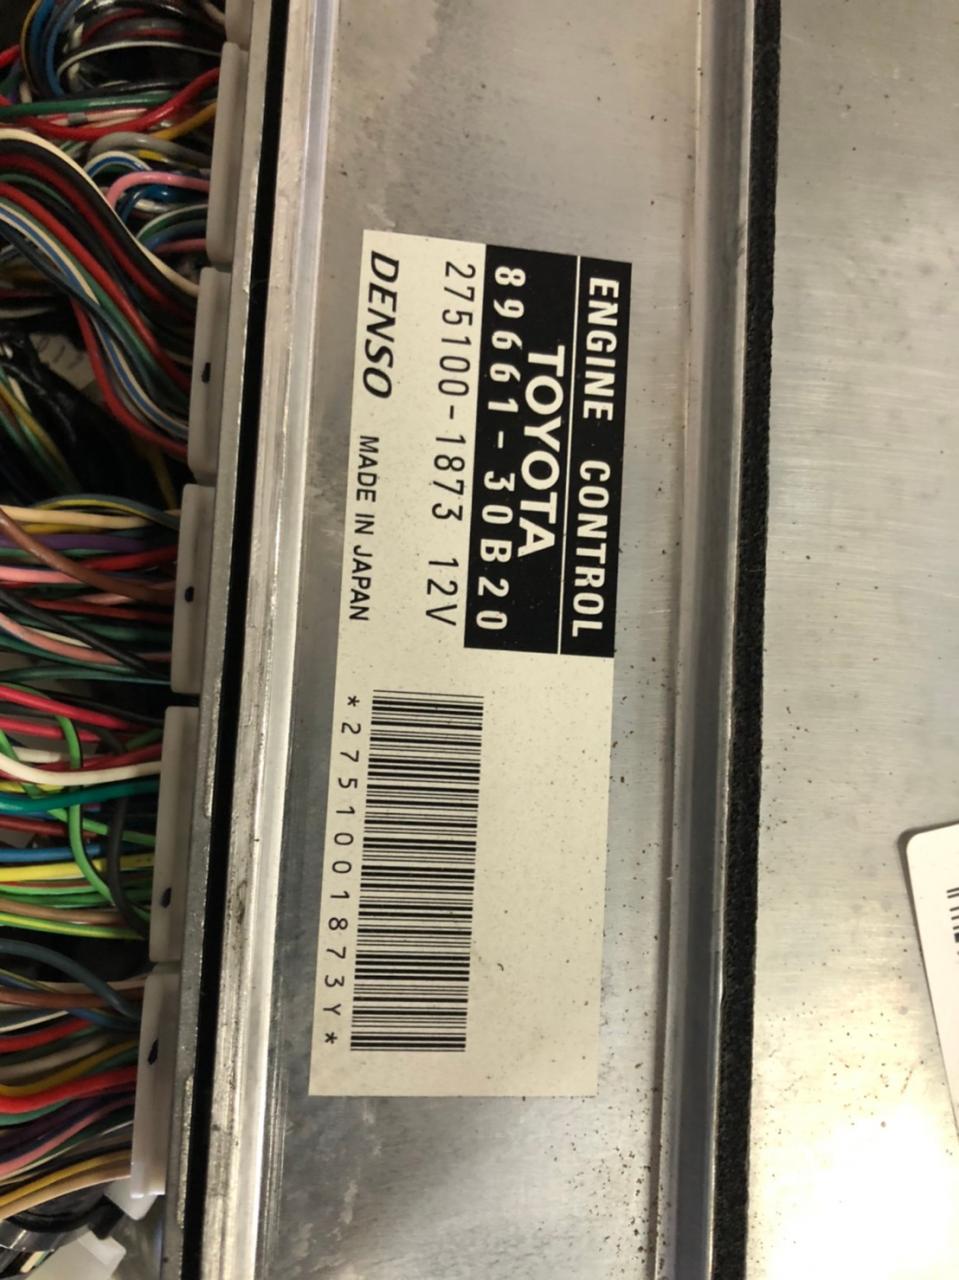 ENGINE CONTROL
TOYOTA
89661-30B20
275100-1873 12V
DENSO MADE IN JAPAN
*2751001873Y*